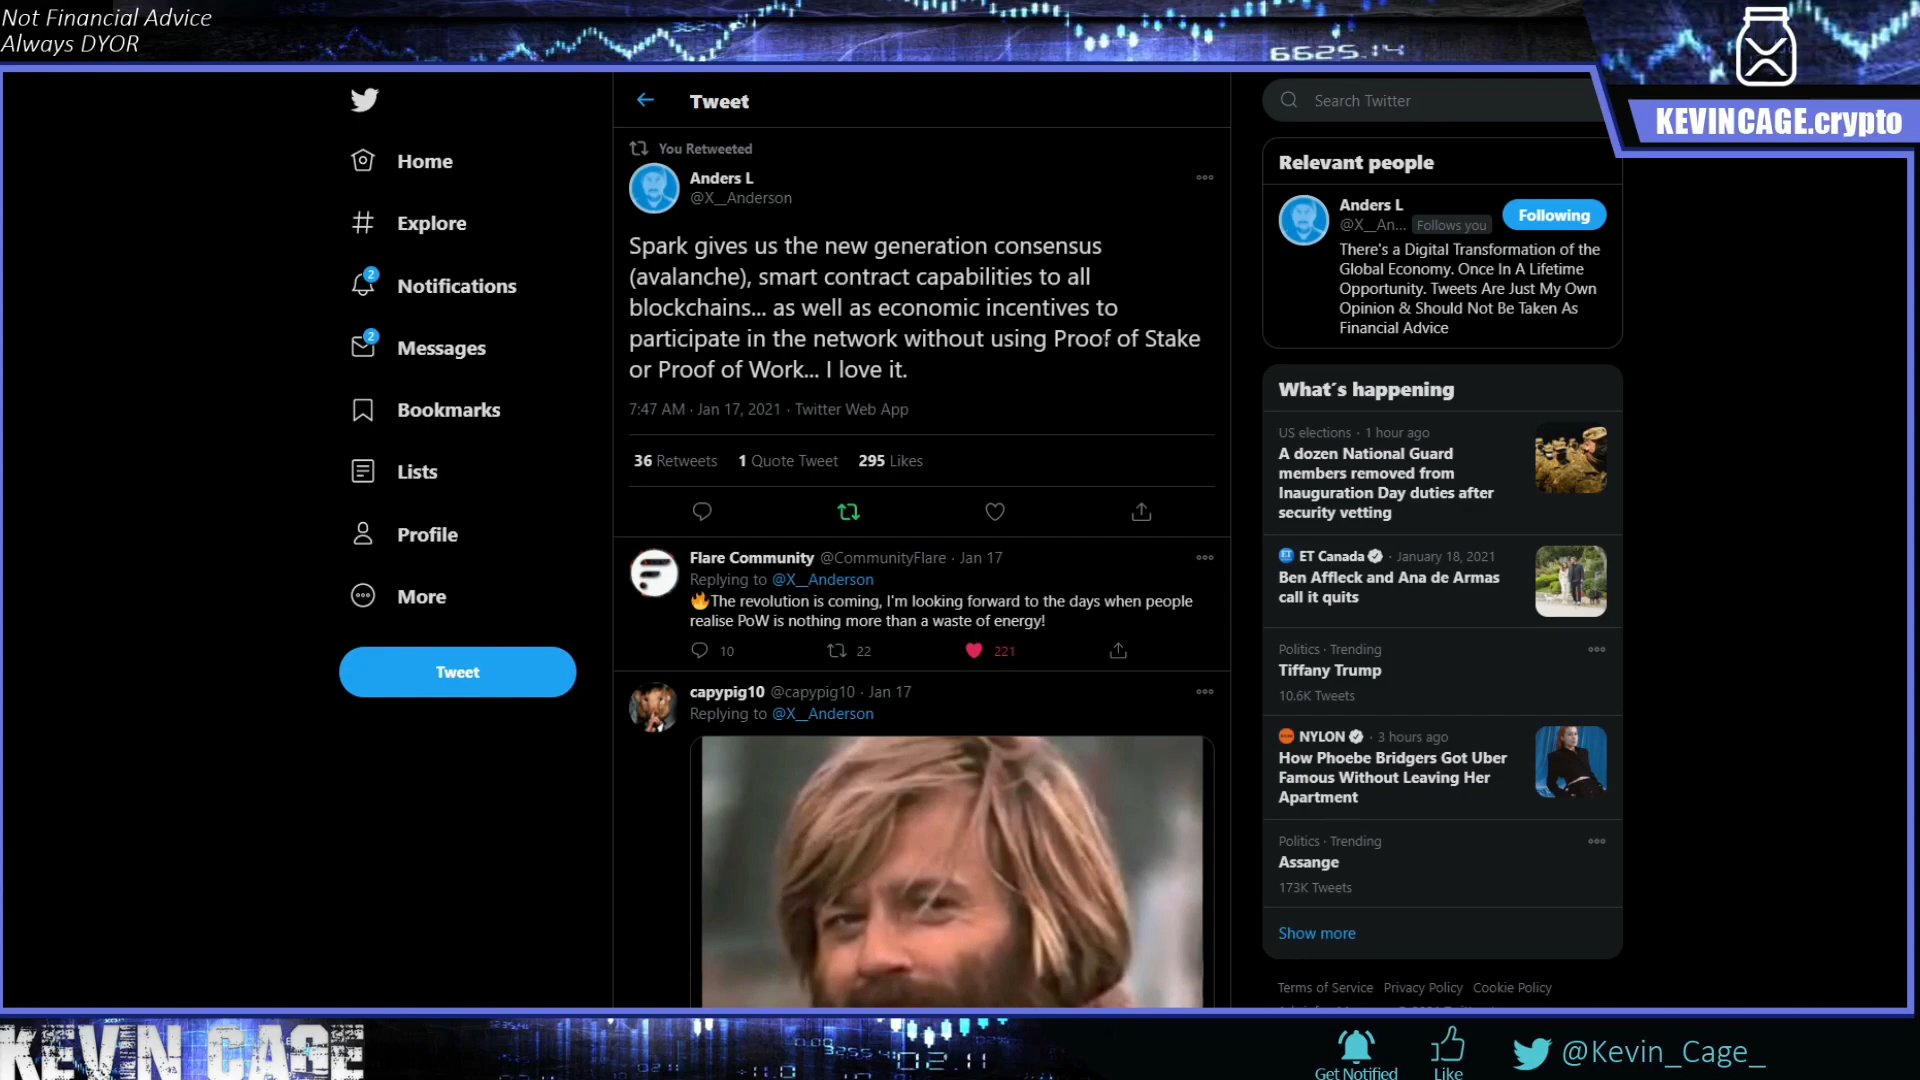 Not Financial Advice
Always DYOR
6625.14
KEVINCAGE.crypto
Home
Explore
2
Notifications
2
Messages
Bookmarks
Lists
Profile
More
Tweet
Tweet
You Retweeted
Anders L
@X__Anderson
Spark gives us the new generation consensus
(avalanche), smart contract capabilities to all
blockchains... as well as economic incentives to
participate in the network without using Proof of Stake
or Proof of Work... I love it.
7:47 AM · Jan 17, 2021 · Twitter Web App
36 Retweets 1 Quote Tweet 295 Likes
Flare Community @CommunityFlare · Jan 17
Replying to @X__Anderson
🔥The revolution is coming, I'm looking forward to the days when people
realise PoW is nothing more than a waste of energy!
10 22 221
capypig10 @capypig10 · Jan 17
Replying to @X__Anderson
Search Twitter
Relevant people
Anders L
@X__An... Follows you
Following
There's a Digital Transformation of the
Global Economy. Once In A Lifetime
Opportunity. Tweets Are Just My Own
Opinion & Should Not Be Taken As
Financial Advice
What's happening
US elections · 1 hour ago
A dozen National Guard
members removed from
Inauguration Day duties after
security vetting
ET Canada · January 18, 2021
Ben Affleck and Ana de Armas
call it quits
Politics · Trending
Tiffany Trump
10.6K Tweets
NYLON · 3 hours ago
How Phoebe Bridgers Got Uber
Famous Without Leaving Her
Apartment
Politics · Trending
Assange
173K Tweets
Show more
Terms of Service Privacy Policy Cookie Policy
KEVIN CAGE
02.11
Get Notified
Like
@Kevin_Cage_